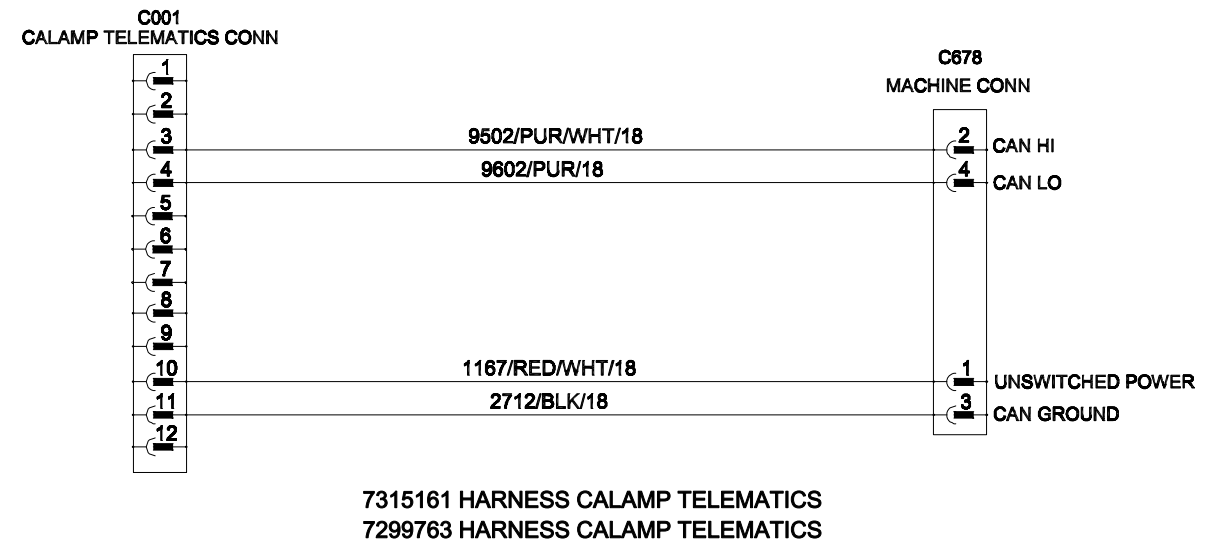 C001
CALAMP TELEMATICS CONN
C678
MACHINE CONN
1
2
3 9502/PUR/WHT/18 2 CAN HI
4 9602/PUR/18 4 CAN LO
5
6
7
8
9
10 1167/RED/WHT/18 1 UNSWITCHED POWER
11 2712/BLK/18 3 CAN GROUND
12
7315161 HARNESS CALAMP TELEMATICS
7299763 HARNESS CALAMP TELEMATICS